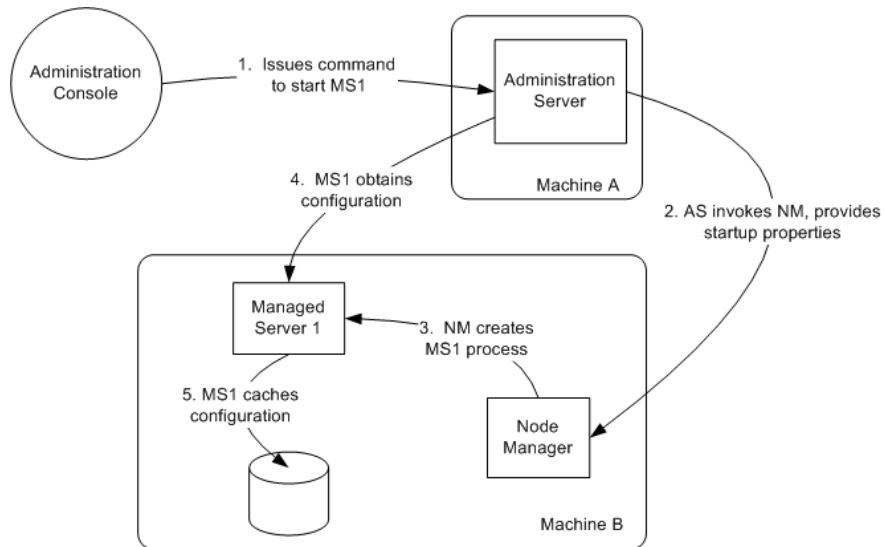 Administration
Console
1. Issues command
to start MS1
Administration
Server
Machine A
4. MS1 obtains
configuration
2. AS invokes NM, provides
startup properties
Managed
Server 1
3. NM creates
MS1 process
5. MS1 caches
configuration
Node
Manager
Machine B